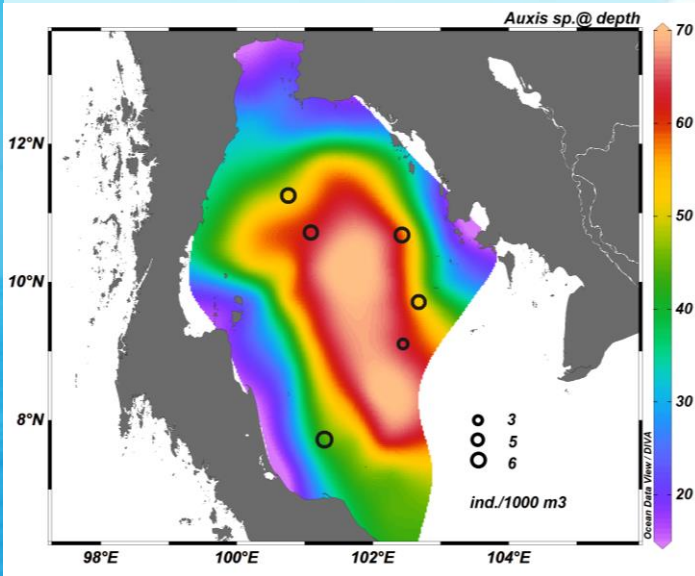 Auxis sp.@ depth
70
60
50
40
30
20
12°N
10°N
8°N
3
5
6
ind./1000 m3
Ocean Data View / DIVA
98°E
100°E
102°E
104°E